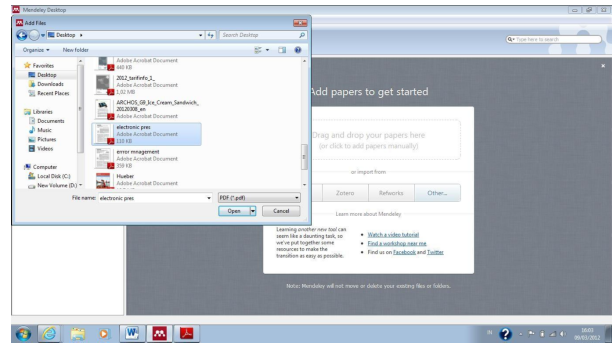 Mendeley Desktop
Add Files
Desktop
Search Desktop
Organize
New folder
Favorites
Desktop
Downloads
Recent Places
Libraries
Documents
Music
Pictures
Videos
Computer
Local Disk (C:)
New Volume (D:)
Adobe Acrobat Document
440 KB
2012_tarifinfo_1_
Adobe Acrobat Document
1,02 MB
ARCHOS_G9_Ice_Cream_Sandwich_
20120308_en
Adobe Acrobat Document
electronic pres
Adobe Acrobat Document
110 KB
error mnagement
Adobe Acrobat Document
359 KB
Hueber
Adobe Acrobat Document
File name:
electronic pres
PDF (*.pdf)
Open
Cancel
Type here to search
Add papers to get started
Drag and drop your papers here
(or click to add papers manually)
or import from
Zotero
Refworks
Other...
Learn more about Mendeley
Learning another new tool can
seem like a daunting task, so
we've put together some
resources to make the
transition as easy as possible.
Watch a video tutorial
Find a workshop near me
Find us on Facebook and Twitter
Note: Mendeley will not move or delete your existing files or folders.
16:03
09/03/2012